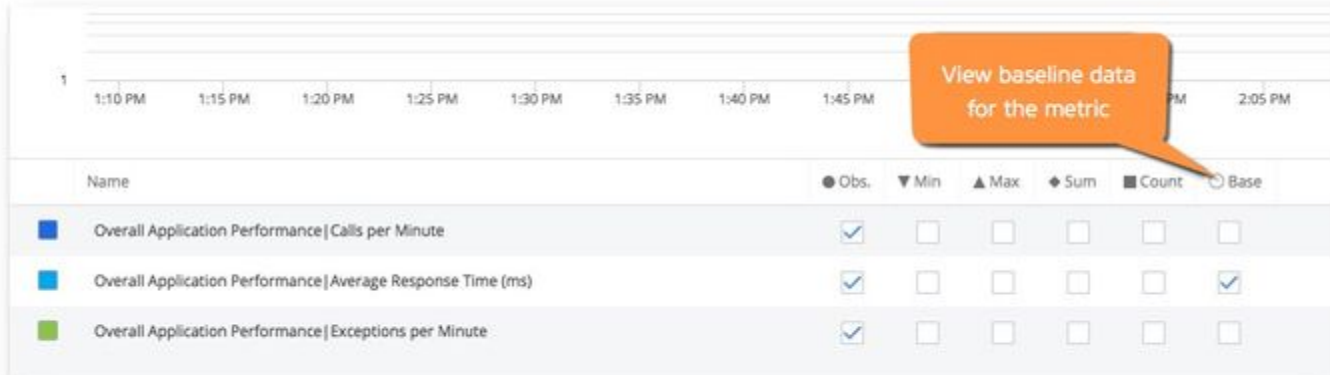 View baseline data
for the metric
1
1:10 PM 1:15 PM 1:20 PM 1:25 PM 1:30 PM 1:35 PM 1:40 PM 1:45 PM PM 2:05 PM
Name Obs. Min Max Sum Count Base
Overall Application Performance|Calls per Minute
Overall Application Performance|Average Response Time (ms)
Overall Application Performance|Exceptions per Minute